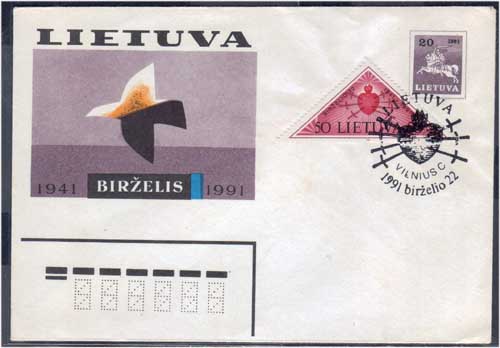 LIETUVA
1941 BIRŽELIS 1991
50 LIETUVA
20 1991
LIETUVA
LIETUVA
VILNIUS C
1991 birželio 22